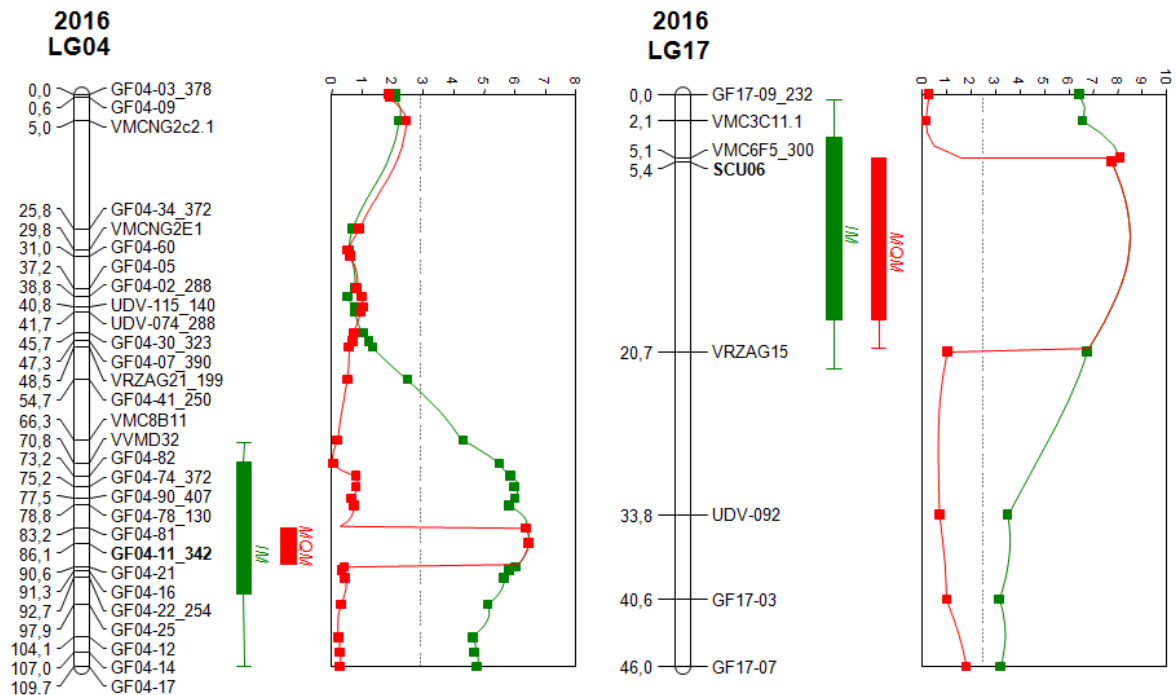 2016
LG04
0,0 GF04-03_378
0,6 GF04-09
5,0 VMCNG2c2.1
25,8 GF04-34_372
29,8 VMCNG2E1
31,0 GF04-60
37,2 GF04-05
38,8 GF04-02_288
40,8 UDV-115_140
41,7 UDV-074_288
45,7 GF04-30_323
47,3 GF04-07_390
48,5 VRZAG21_199
54,7 GF04-41_250
66,3 VMC8B11
70,8 VVMD32
73,2 GF04-82
75,2 GF04-74_372
77,5 GF04-90_407
78,8 GF04-78_130
83,2 GF04-81
86,1 GF04-11_342
90,6 GF04-21
91,3 GF04-16
92,7 GF04-22_254
97,9 GF04-25
104,1 GF04-12
107,0 GF04-14
109,7 GF04-17
IM
MQM
0 1 2 3 4 5 6 7 8
2016
LG17
0,0 GF17-09_232
2,1 VMC3C11.1
5,1 VMC6F5_300
5,4 SCU06
20,7 VRZAG15
33,8 UDV-092
40,6 GF17-03
46,0 GF17-07
IM
MQM
0 1 2 3 4 5 6 7 8 9 10